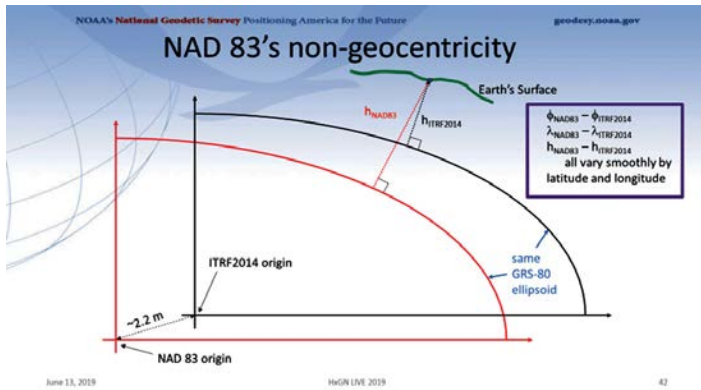 NOAA's National Geodetic Survey Positioning America for the Future
geodesy.noaa.gov
NAD 83's non-geocentricity
Earth's Surface
hNAD83
hITRF2014
ϕNAD83 – ϕITRF2014
λNAD83 – λITRF2014
hNAD83 – hITRF2014
all vary smoothly by
latitude and longitude
same
GRS-80
ellipsoid
ITRF2014 origin
~2.2 m
NAD 83 origin
June 13, 2019
HxGN LIVE 2019
42